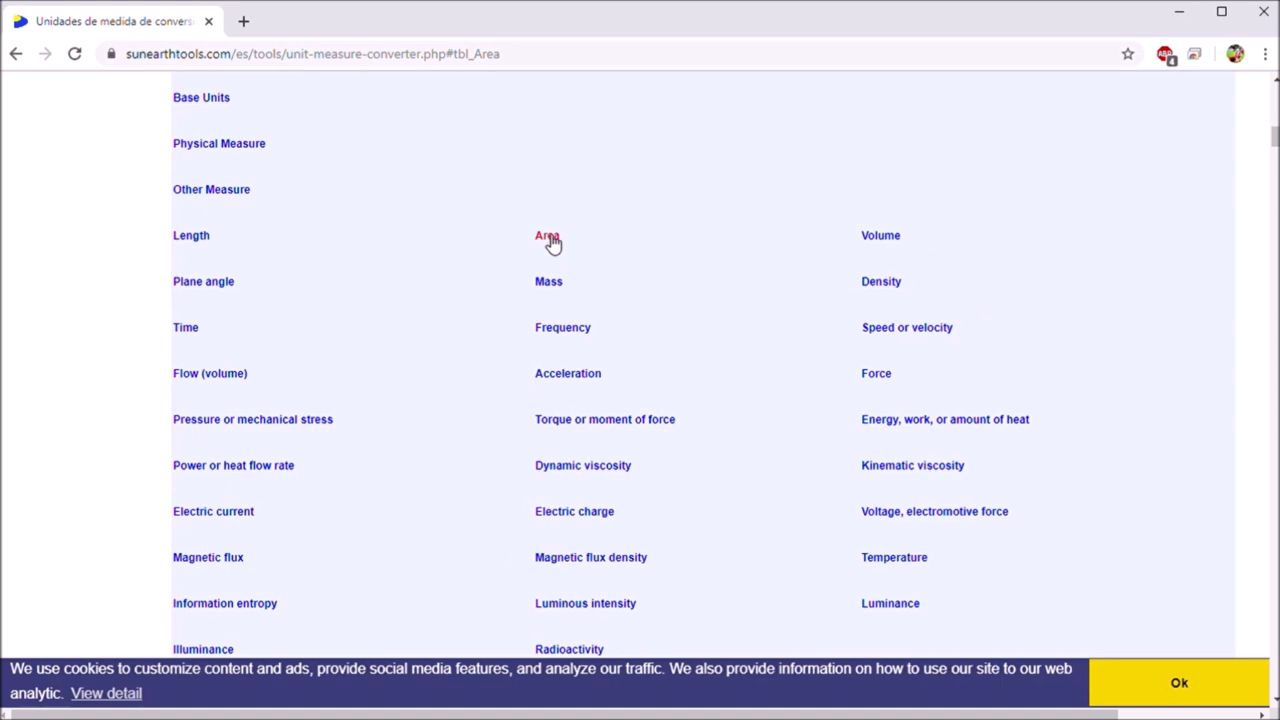 Unidades de medida de convers
sunearthtools.com/es/tools/unit-measure-converter.php#tbl_Area
ABP
4
Base Units
Physical Measure
Other Measure
Length Area Volume
Plane angle Mass Density
Time Frequency Speed or velocity
Flow (volume) Acceleration Force
Pressure or mechanical stress Torque or moment of force Energy, work, or amount of heat
Power or heat flow rate Dynamic viscosity Kinematic viscosity
Electric current Electric charge Voltage, electromotive force
Magnetic flux Magnetic flux density Temperature
Information entropy Luminous intensity Luminance
Illuminance Radioactivity
We use cookies to customize content and ads, provide social media features, and analyze our traffic. We also provide information on how to use our site to our web
analytic. View detail
Ok